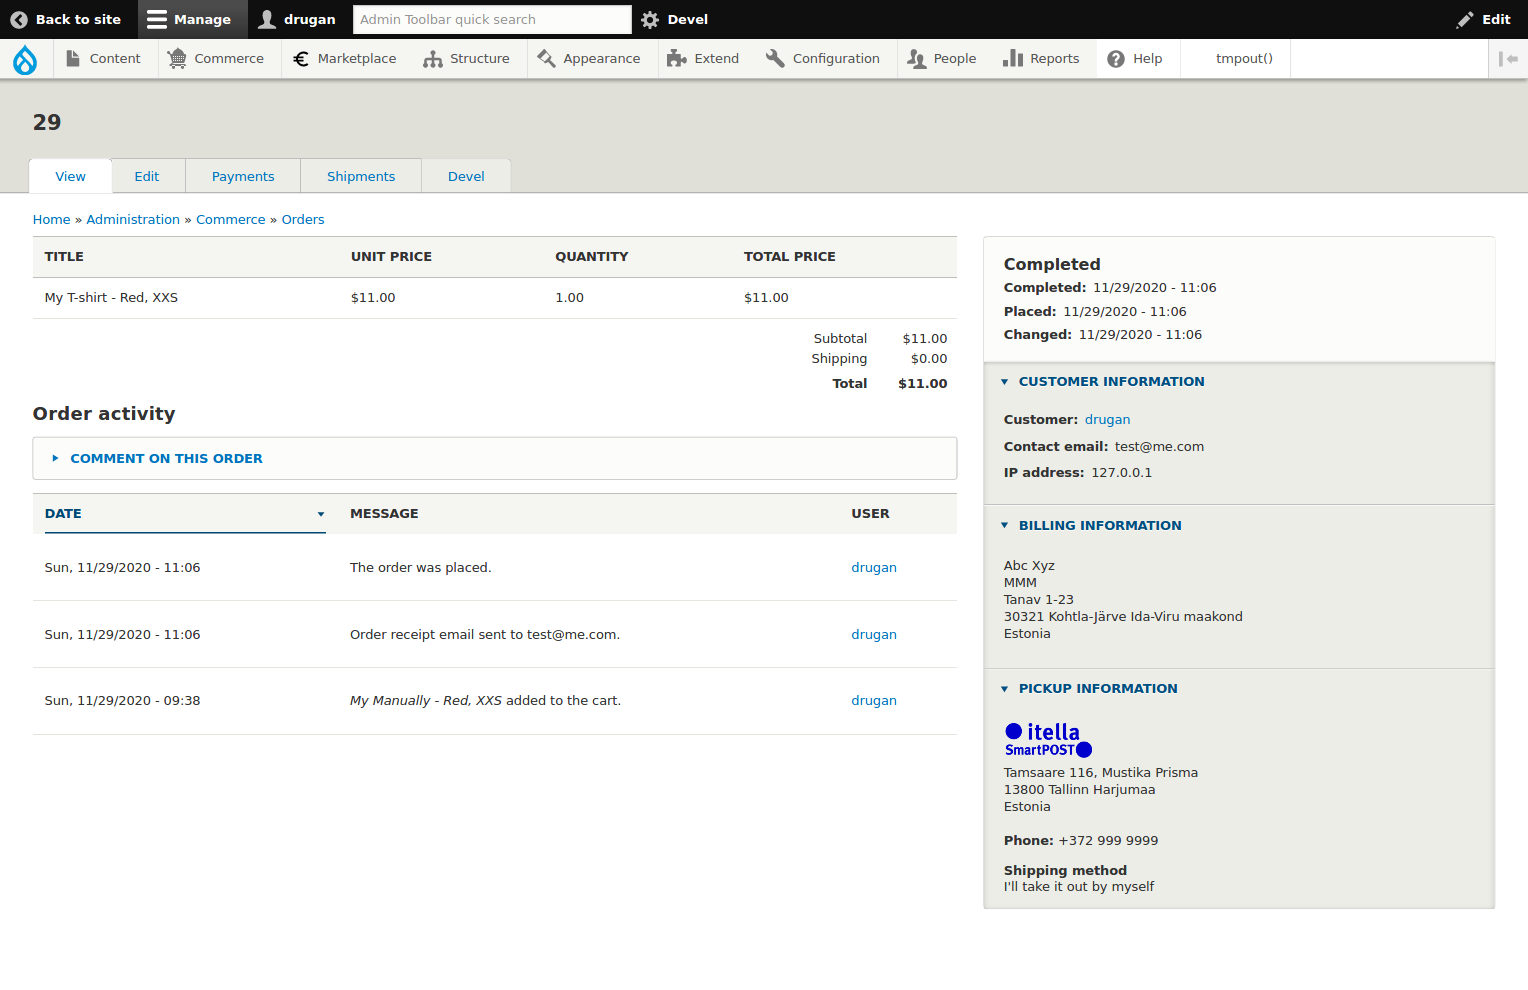 Back to site Manage drugan Admin Toolbar quick search Devel Edit
Content Commerce Marketplace Structure Appearance Extend Configuration People Reports Help tmpout()
29
View Edit Payments Shipments Devel
Home » Administration » Commerce » Orders
TITLE UNIT PRICE QUANTITY TOTAL PRICE
My T-shirt - Red, XXS $11.00 1.00 $11.00
Subtotal $11.00
Shipping $0.00
Total $11.00
Order activity
COMMENT ON THIS ORDER
DATE MESSAGE USER
Sun, 11/29/2020 - 11:06 The order was placed. drugan
Sun, 11/29/2020 - 11:06 Order receipt email sent to test@me.com. drugan
Sun, 11/29/2020 - 09:38 My Manually - Red, XXS added to the cart. drugan
Completed
Completed: 11/29/2020 - 11:06
Placed: 11/29/2020 - 11:06
Changed: 11/29/2020 - 11:06
CUSTOMER INFORMATION
Customer: drugan
Contact email: test@me.com
IP address: 127.0.0.1
BILLING INFORMATION
Abc Xyz
MMM
Tanav 1-23
30321 Kohtla-Järve Ida-Viru maakond
Estonia
PICKUP INFORMATION
itella
SmartPOST
Tamsaare 116, Mustika Prisma
13800 Tallinn Harjumaa
Estonia
Phone: +372 999 9999
Shipping method
I'll take it out by myself